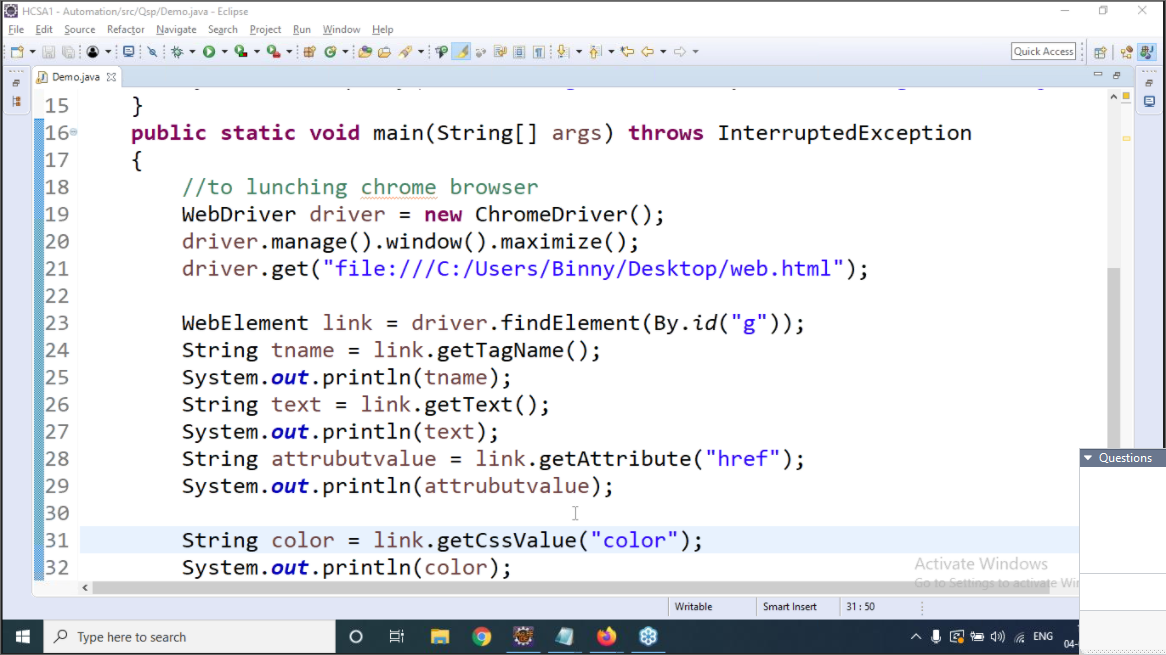 HCSA1 - Automation/src/Qsp/Demo.java - Eclipse
File Edit Source Refactor Navigate Search Project Run Window Help
Quick Access
Demo.java
15 }
16 public static void main(String[] args) throws InterruptedException
17 {
18 //to lunching chrome browser
19 WebDriver driver = new ChromeDriver();
20 driver.manage().window().maximize();
21 driver.get("file:///C:/Users/Binny/Desktop/web.html");
22
23 WebElement link = driver.findElement(By.id("g"));
24 String tname = link.getTagName();
25 System.out.println(tname);
26 String text = link.getText();
27 System.out.println(text);
28 String attrubutvalue = link.getAttribute("href");
29 System.out.println(attrubutvalue);
30
31 String color = link.getCssValue("color");
32 System.out.println(color);
Questions
Activate Windows
Go to Settings to activate
Writable Smart Insert 31 : 50
Type here to search
ENG
04-